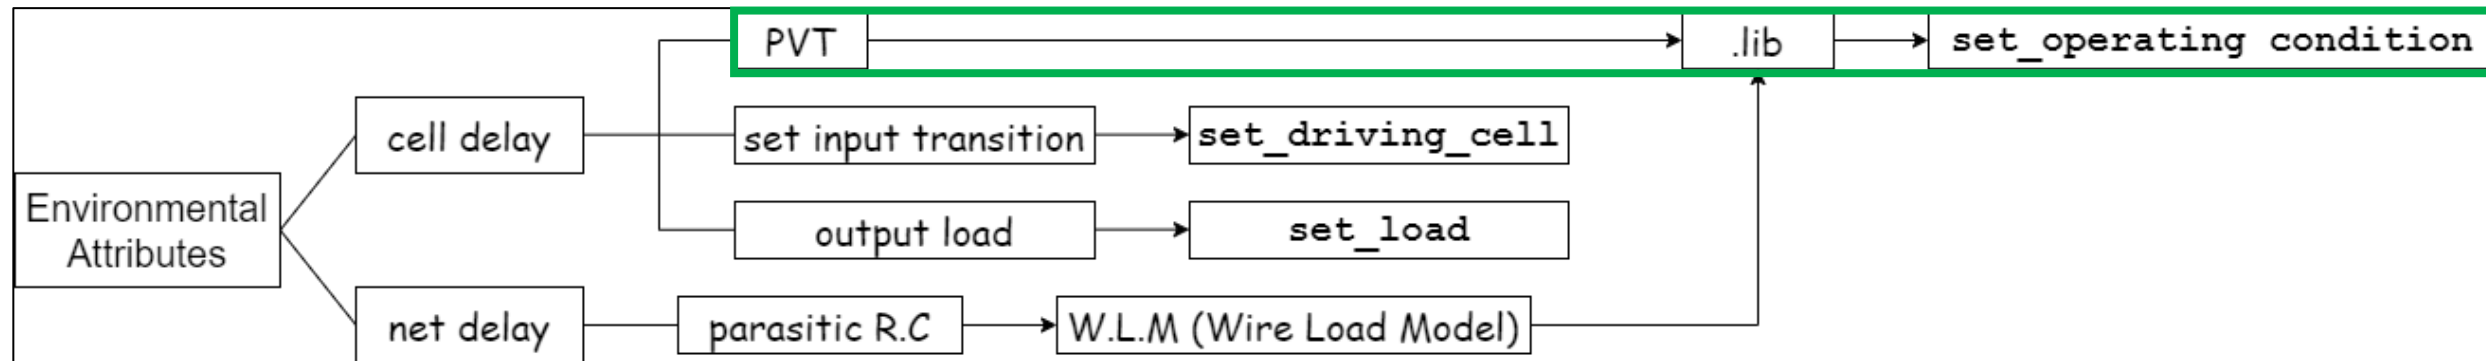 PVT
.lib
set_operating condition
cell delay
set input transition
set_driving_cell
Environmental
Attributes
output load
set_load
net delay
parasitic R.C
W.L.M (Wire Load Model)